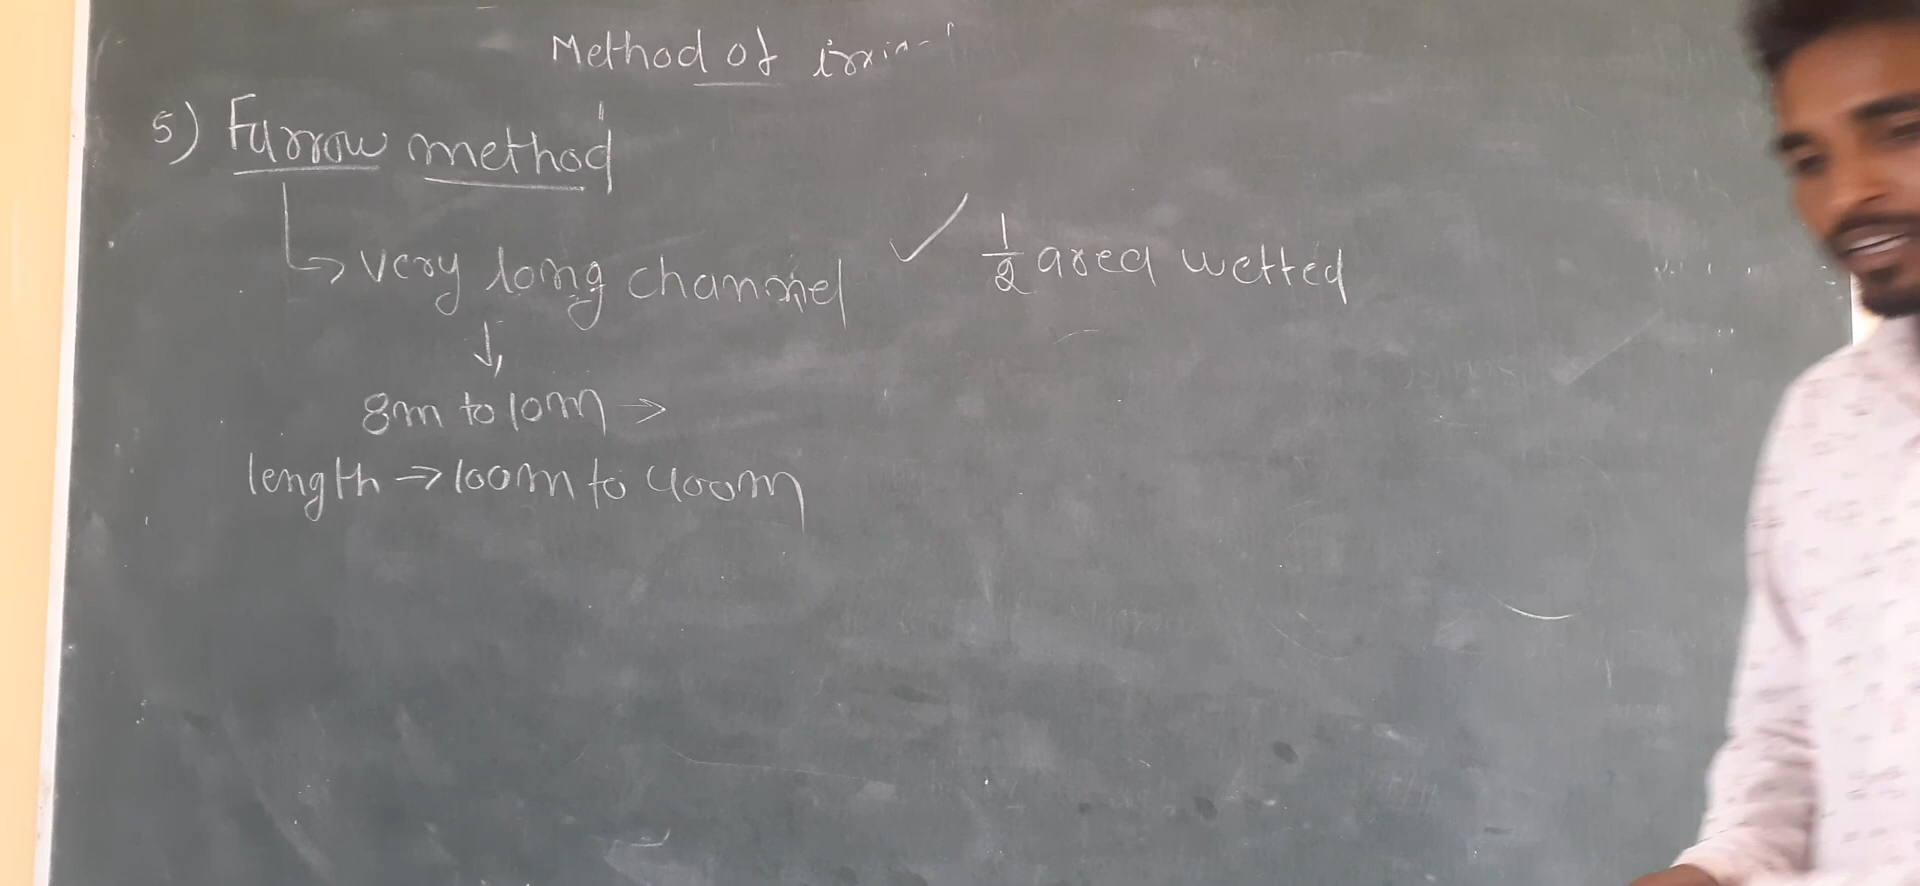 Method of
5) Furrow method
↳ very long channel ✓ 1/2 area wetted
↓
8m to 10m →
length → 100m to 400m